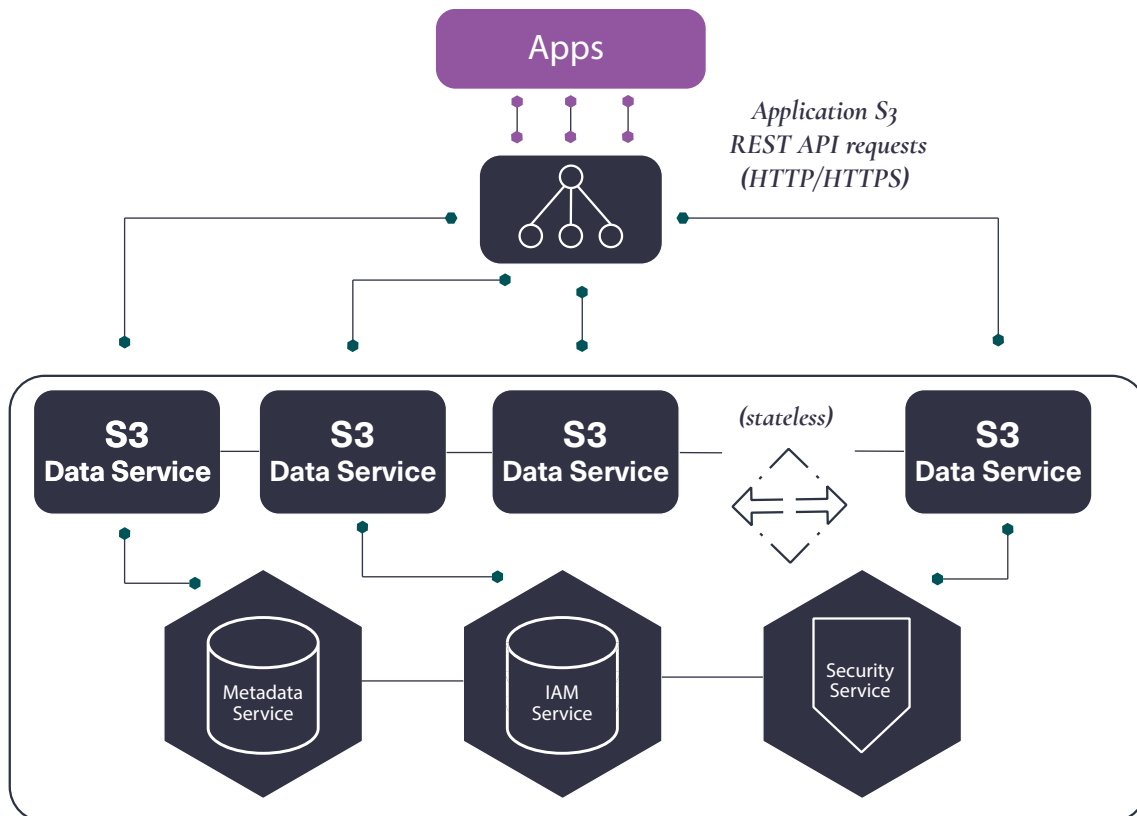 Apps
Application S3
REST API requests
(HTTP/HTTPS)
S3
Data Service
S3
Data Service
S3
Data Service
(stateless)
S3
Data Service
Metadata
Service
IAM
Service
Security
Service